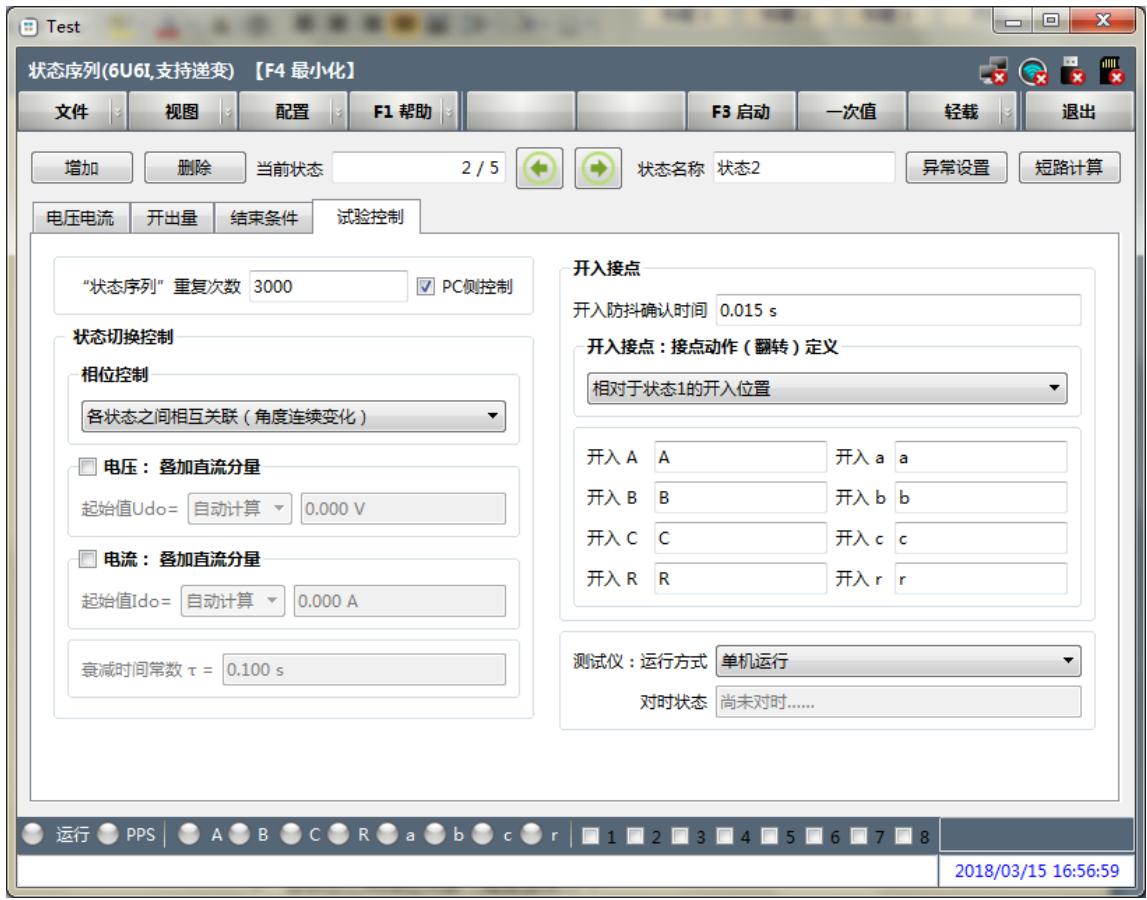 Test
状态序列(6U6I,支持递变) 【F4 最小化】
文件 视图 配置 F1 帮助 F3 启动 一次值 轻载 退出
增加 删除 当前状态 2 / 5 状态名称 状态2 异常设置 短路计算
电压电流 开出量 结束条件 试验控制
“状态序列”重复次数 3000 PC侧控制
状态切换控制
相位控制
各状态之间相互关联（角度连续变化）
电压： 叠加直流分量
起始值Udo= 自动计算 0.000 V
电流： 叠加直流分量
起始值Ido= 自动计算 0.000 A
衰减时间常数 τ = 0.100 s
开入接点
开入防抖确认时间 0.015 s
开入接点：接点动作（翻转）定义
相对于状态1的开入位置
开入 A A 开入 a a
开入 B B 开入 b b
开入 C C 开入 c c
开入 R R 开入 r r
测试仪：运行方式 单机运行
对时状态 尚未对时......
运行 PPS A B C R a b c r 1 2 3 4 5 6 7 8
2018/03/15 16:56:59